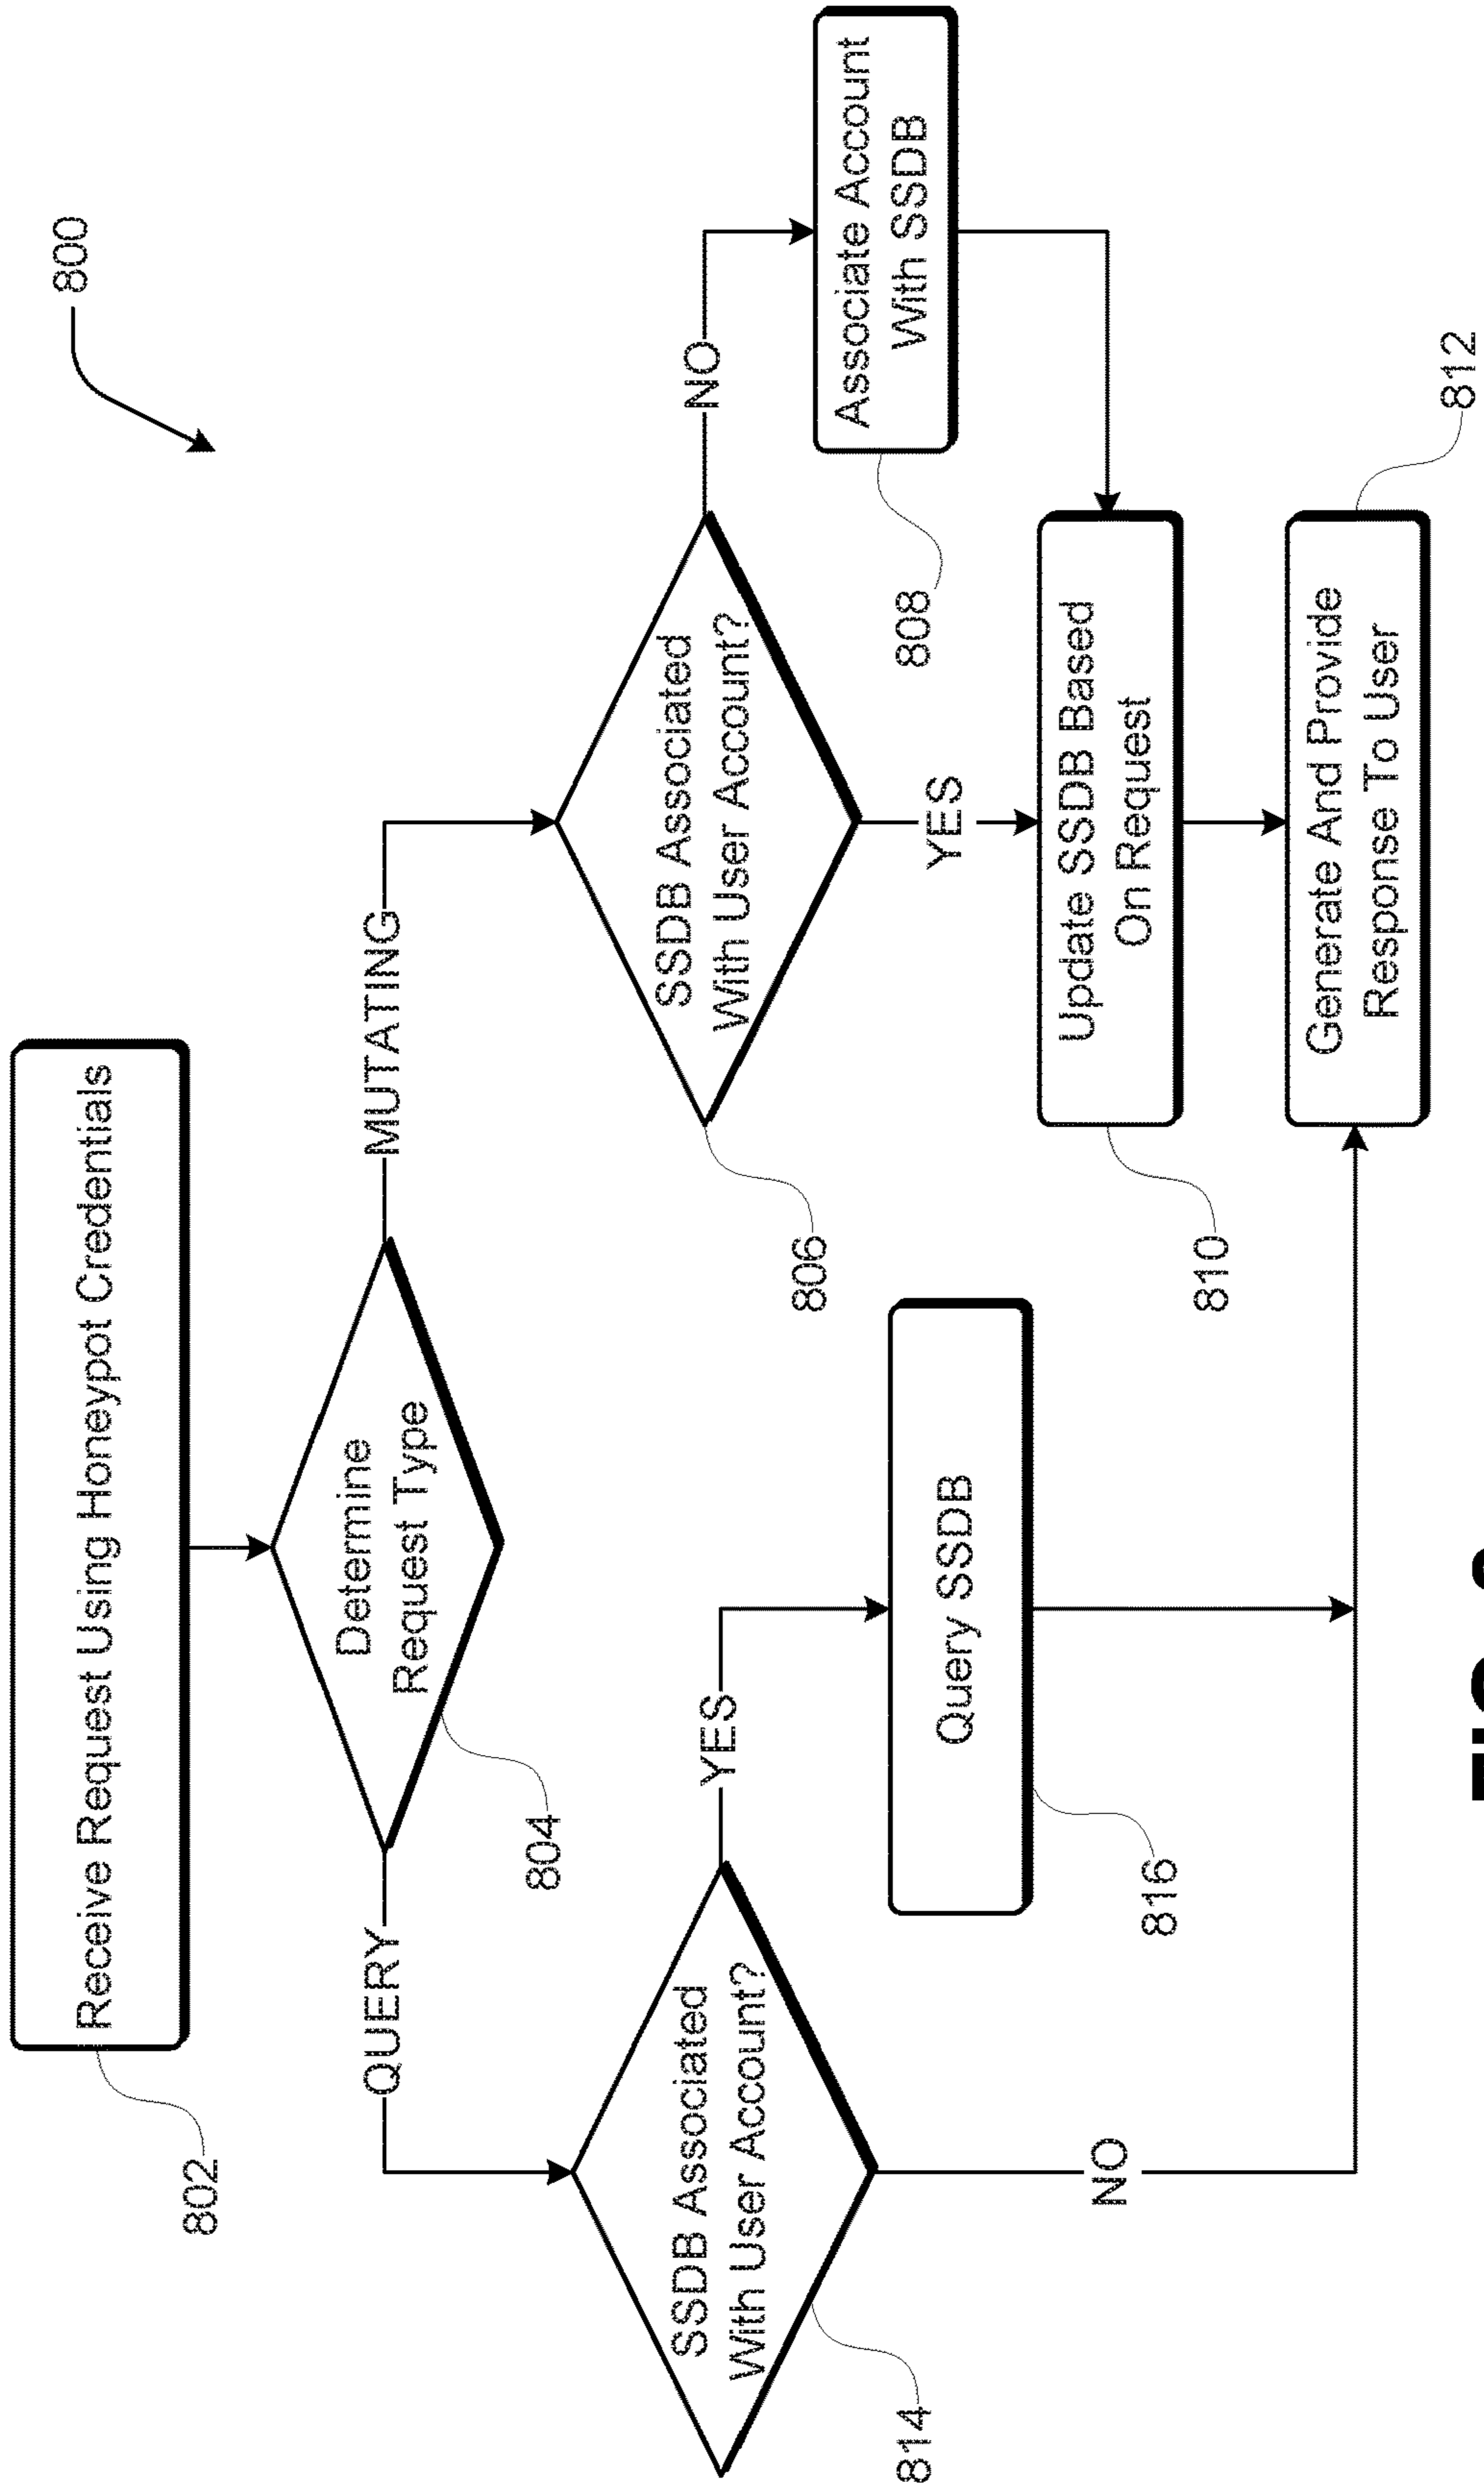 800
Receive Request Using Honeypot Credentials
802
Determine
Request Type
804
QUERY
MUTATING
SSDB Associated
With User Account?
814
YES
NO
Query SSDB
816
SSDB Associated
With User Account?
806
NO
YES
Associate Account
With SSDB
808
Update SSDB Based
On Request
810
Generate And Provide
Response To User
812